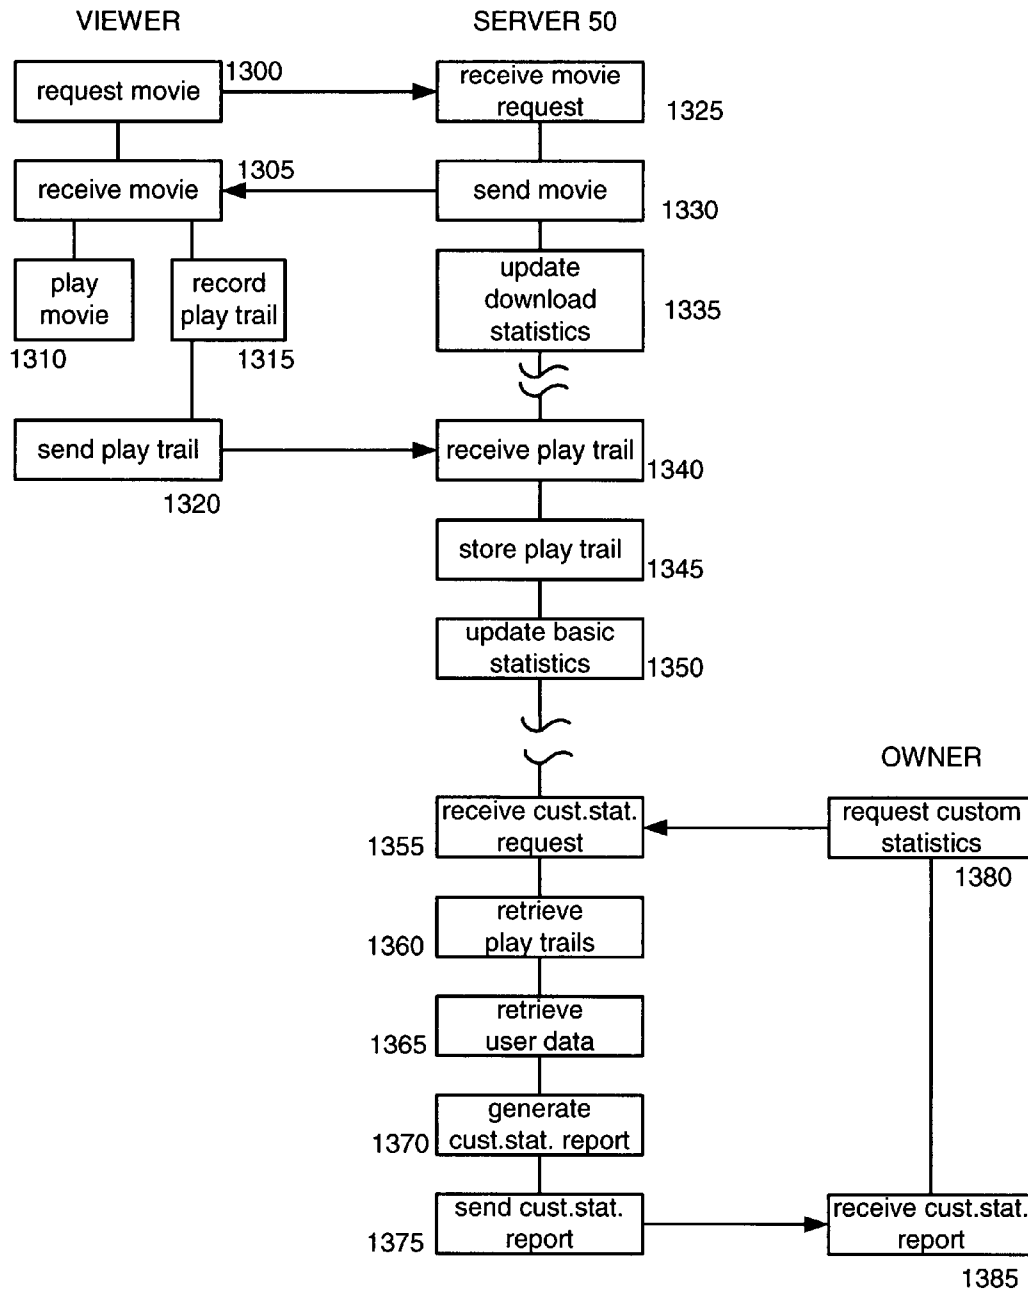 VIEWER
SERVER 50
request movie
1300
receive movie
request
1325
receive movie
1305
send movie
1330
play
movie
1310
record
play trail
1315
update
download
statistics
1335
send play trail
1320
receive play trail
1340
store play trail
1345
update basic
statistics
1350
OWNER
receive cust.stat.
request
1355
request custom
statistics
1380
retrieve
play trails
1360
retrieve
user data
1365
generate
cust.stat. report
1370
send cust.stat.
report
1375
receive cust.stat.
report
1385